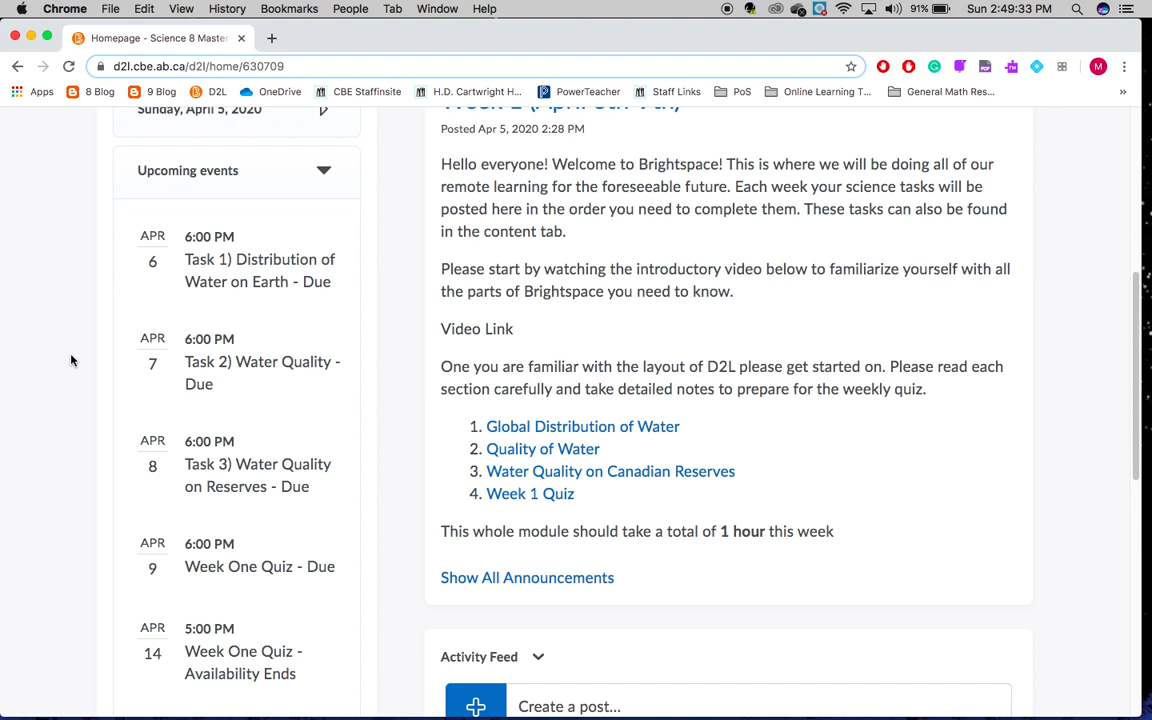 Chrome File Edit View History Bookmarks People Tab Window Help 91% Sun 2:49:33 PM
Homepage - Science 8 Master
d2l.cbe.ab.ca/d2l/home/630709
M
Apps 8 Blog 9 Blog D2L OneDrive CBE Staffinsite H.D. Cartwright H... PowerTeacher Staff Links PoS Online Learning T... General Math Res... »
Sunday, April 5, 2020
Upcoming events
APR
6
6:00 PM
Task 1) Distribution of
Water on Earth - Due
APR
7
6:00 PM
Task 2) Water Quality -
Due
APR
8
6:00 PM
Task 3) Water Quality
on Reserves - Due
APR
9
6:00 PM
Week One Quiz - Due
APR
14
5:00 PM
Week One Quiz -
Availability Ends
Posted Apr 5, 2020 2:28 PM
Hello everyone! Welcome to Brightspace! This is where we will be doing all of our
remote learning for the foreseeable future. Each week your science tasks will be
posted here in the order you need to complete them. These tasks can also be found
in the content tab.
Please start by watching the introductory video below to familiarize yourself with all
the parts of Brightspace you need to know.
Video Link
One you are familiar with the layout of D2L please get started on. Please read each
section carefully and take detailed notes to prepare for the weekly quiz.
1. Global Distribution of Water
2. Quality of Water
3. Water Quality on Canadian Reserves
4. Week 1 Quiz
This whole module should take a total of 1 hour this week
Show All Announcements
Activity Feed
Create a post...